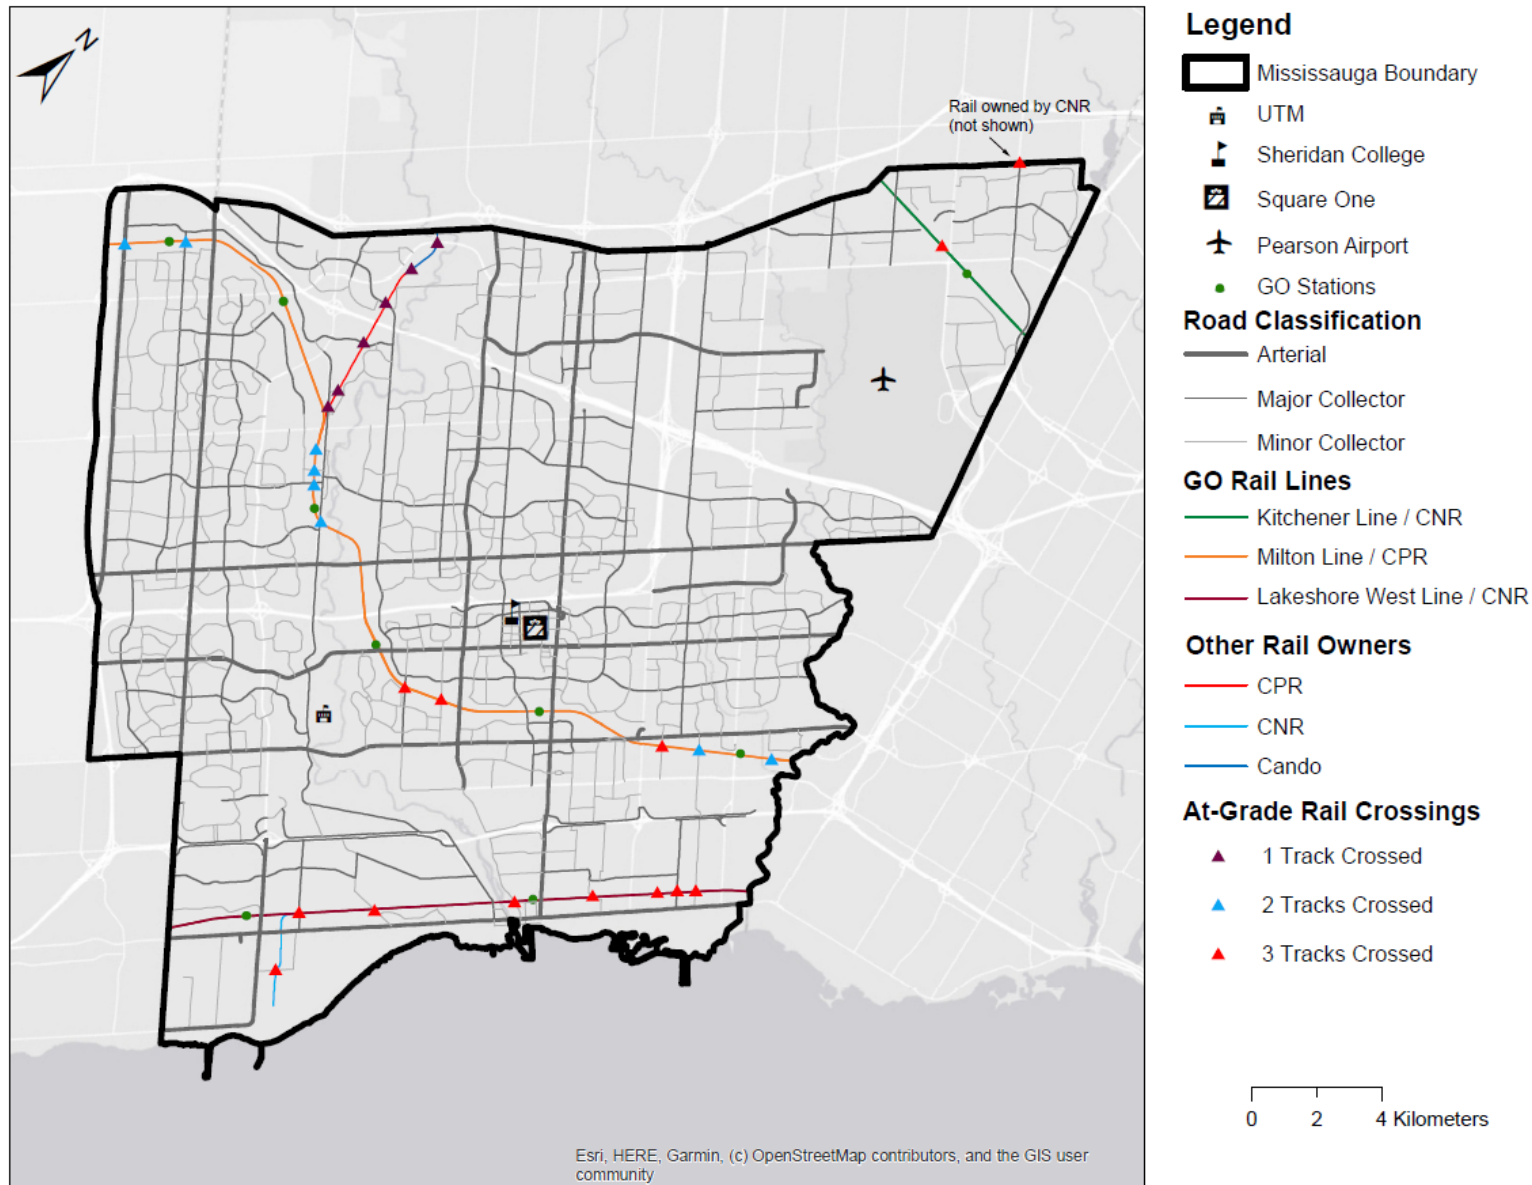 N
Rail owned by CNR
(not shown)
Esri, HERE, Garmin, (c) OpenStreetMap contributors, and the GIS user
community
Legend
Mississauga Boundary
UTM
Sheridan College
Square One
Pearson Airport
GO Stations
Road Classification
Arterial
Major Collector
Minor Collector
GO Rail Lines
Kitchener Line / CNR
Milton Line / CPR
Lakeshore West Line / CNR
Other Rail Owners
CPR
CNR
Cando
At-Grade Rail Crossings
1 Track Crossed
2 Tracks Crossed
3 Tracks Crossed
0 2 4 Kilometers